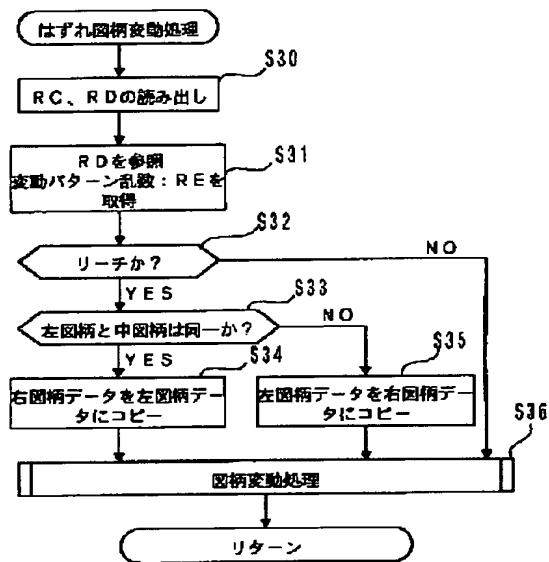 はずれ図柄変動処理
S30
RC、RDの読み出し
S31
RDを参照
変動パターン乱数：REを
取得
S32
リーチか？
NO
YES
S33
左図柄と中図柄は同一か？
NO
YES
S34
S35
右図柄データを左図柄デー
タにコピー
左図柄データを右図柄デー
タにコピー
S36
図柄変動処理
リターン